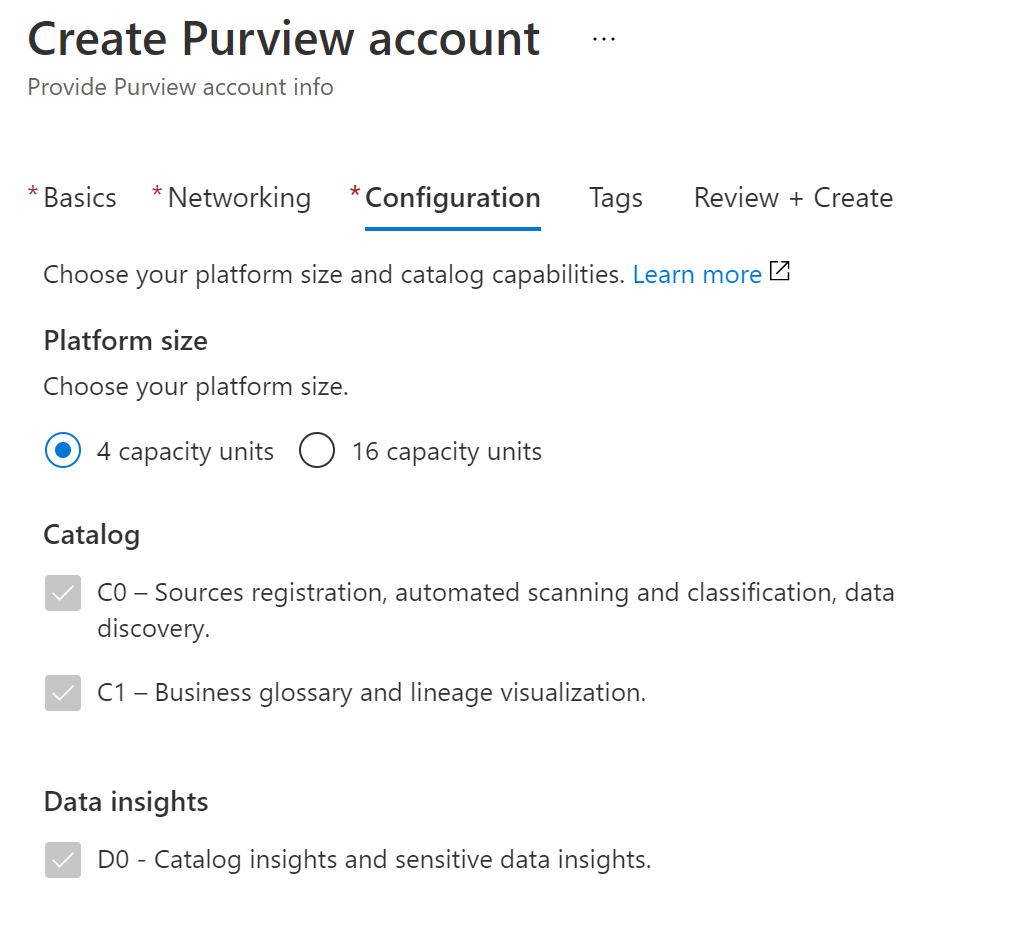 Create Purview account ...
Provide Purview account info
* Basics * Networking * Configuration Tags Review + Create
Choose your platform size and catalog capabilities. Learn more
Platform size
Choose your platform size.
4 capacity units 16 capacity units
Catalog
C0 – Sources registration, automated scanning and classification, data
discovery.
C1 – Business glossary and lineage visualization.
Data insights
D0 - Catalog insights and sensitive data insights.